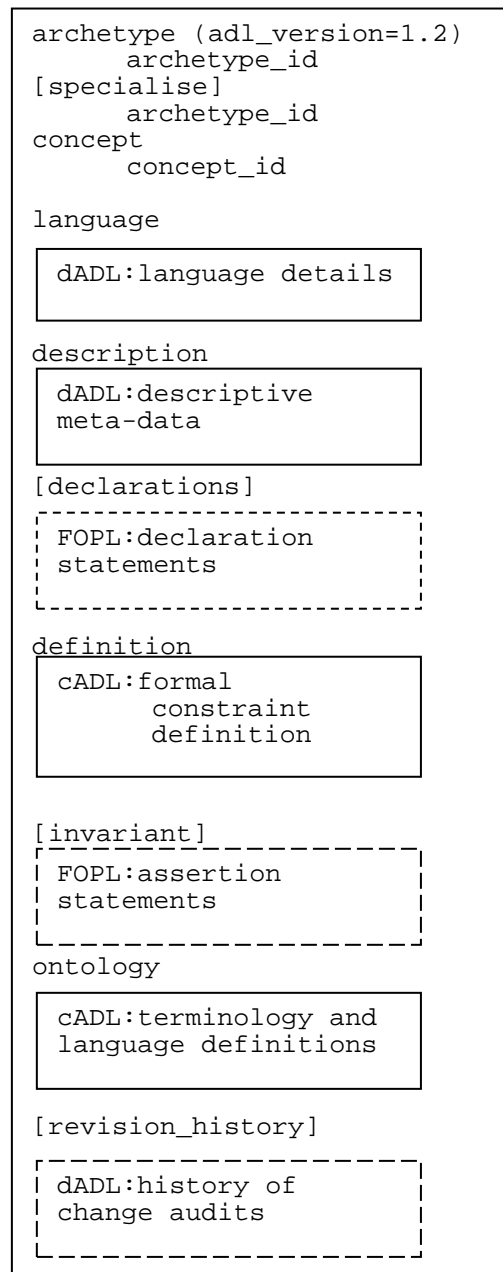 archetype (adl_version=1.2)
archetype_id
[specialise]
archetype_id
concept
concept_id
language
dADL:language details
description
dADL:descriptive
meta-data
[declarations]
FOPL:declaration
statements
definition
cADL:formal
constraint
definition
[invariant]
FOPL:assertion
statements
ontology
cADL:terminology and
language definitions
[revision_history]
dADL:history of
change audits